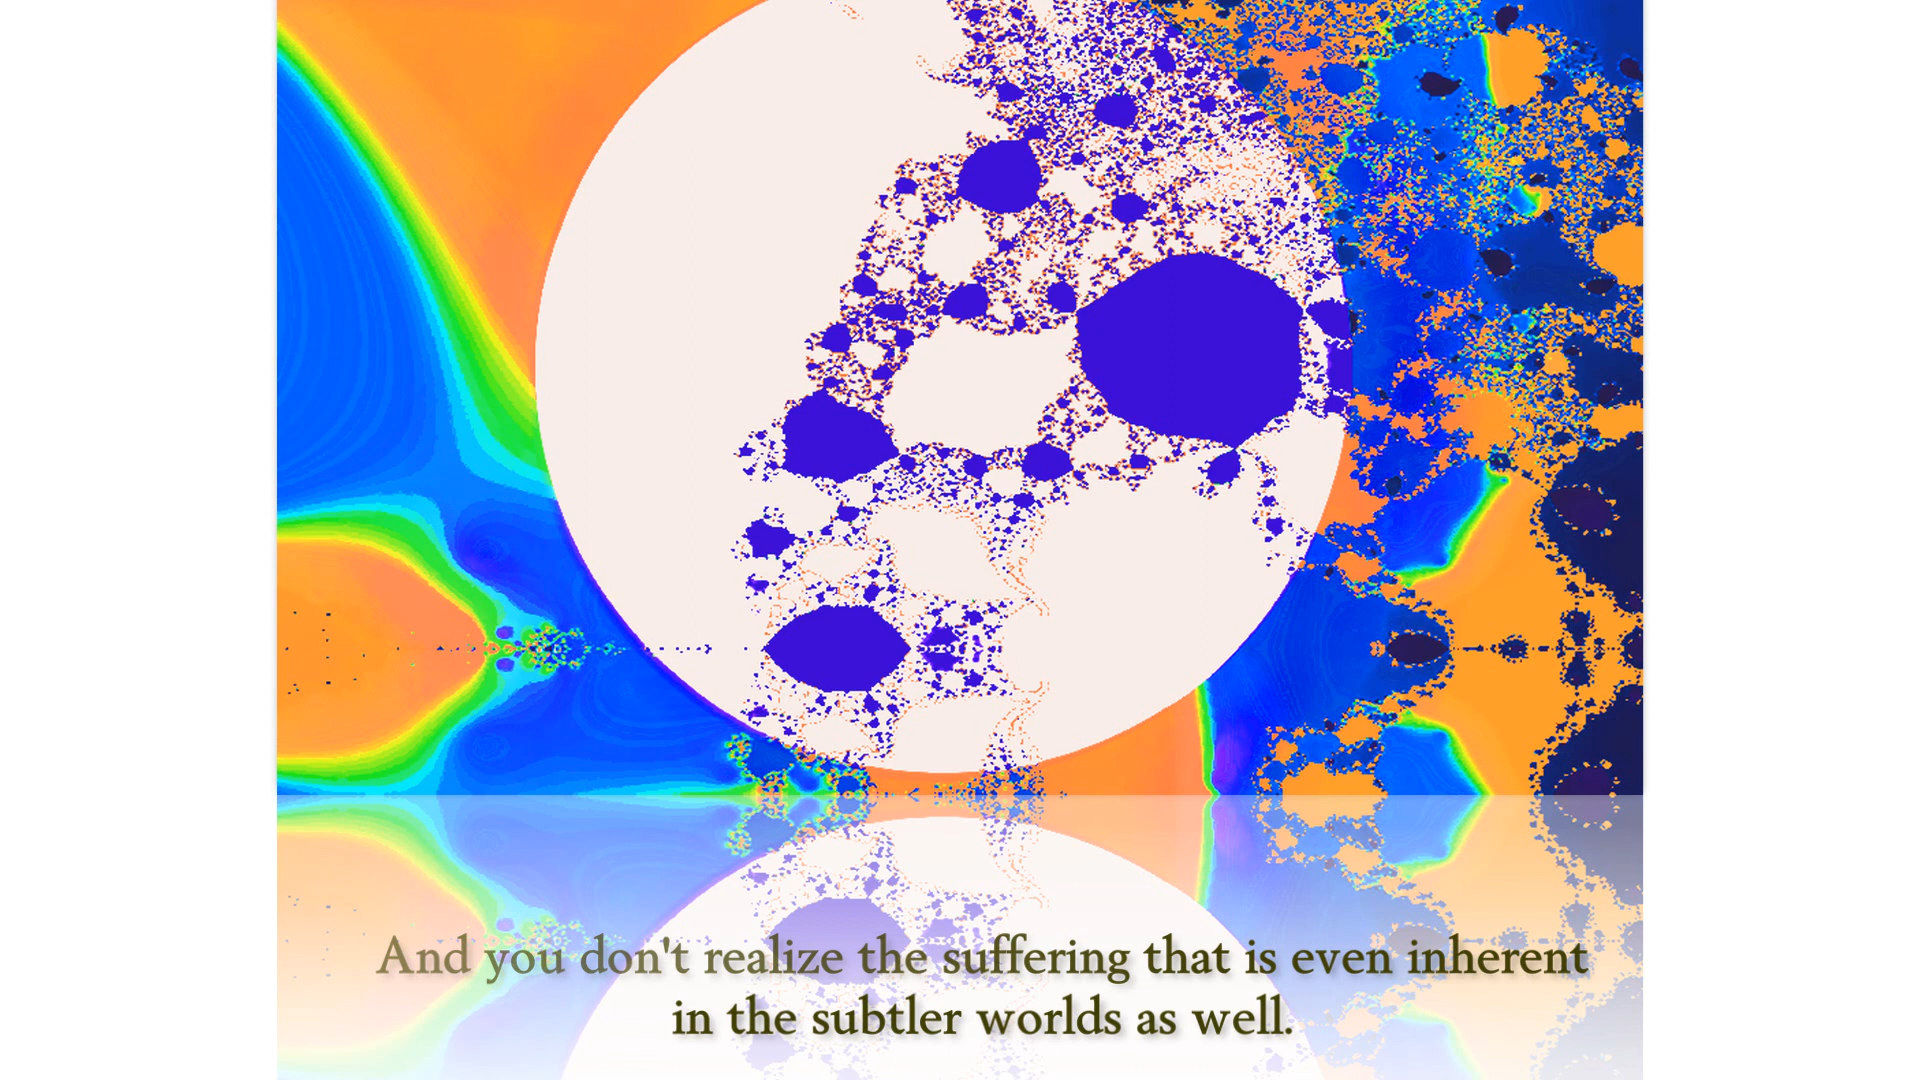 And you don't realize the suffering that is even inherent
in the subtler worlds as well.